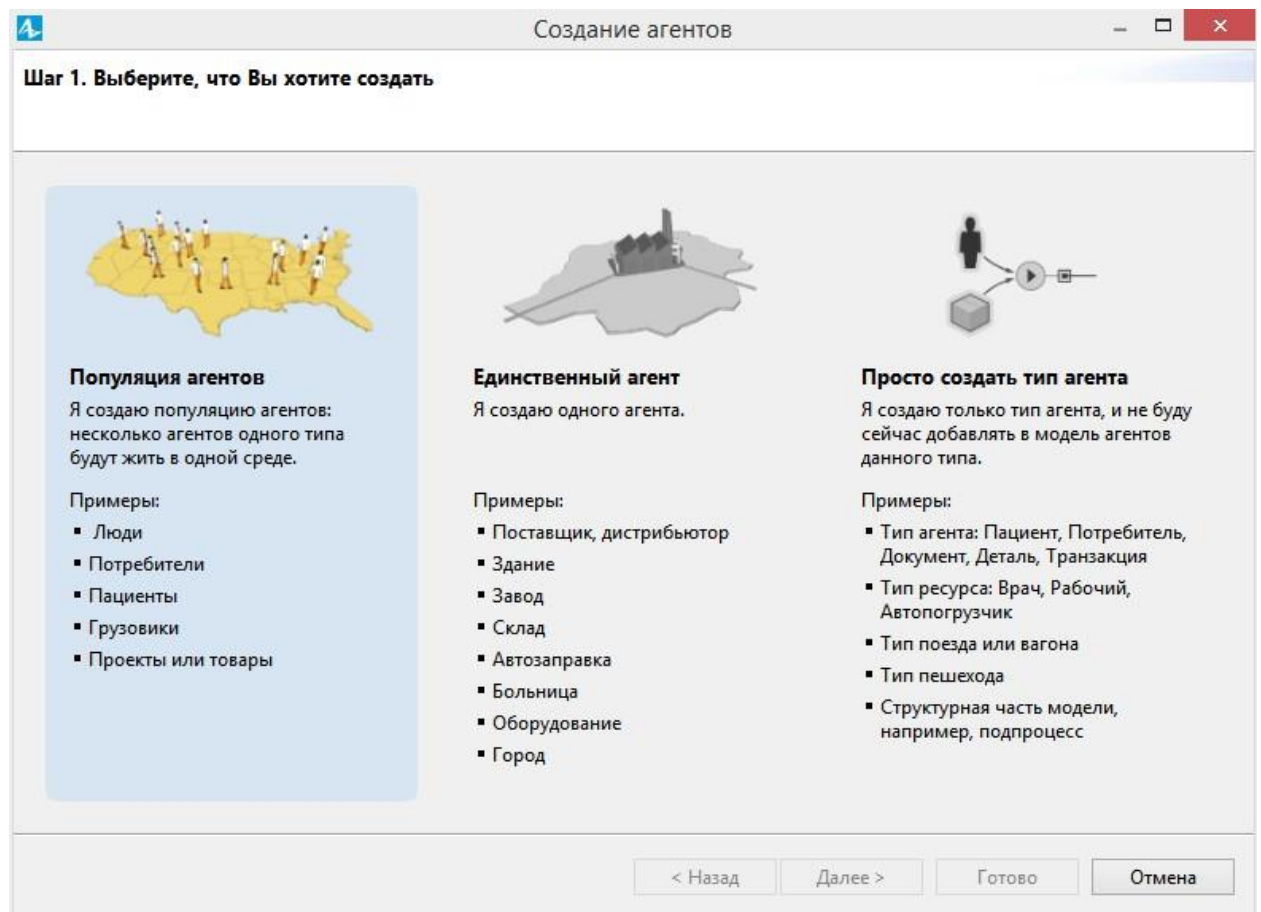 Создание агентов
Шаг 1. Выберите, что Вы хотите создать
Популяция агентов
Я создаю популяцию агентов:
несколько агентов одного типа
будут жить в одной среде.
Примеры:
▪ Люди
▪ Потребители
▪ Пациенты
▪ Грузовики
▪ Проекты или товары
Единственный агент
Я создаю одного агента.
Примеры:
▪ Поставщик, дистрибьютор
▪ Здание
▪ Завод
▪ Склад
▪ Автозаправка
▪ Больница
▪ Оборудование
▪ Город
Просто создать тип агента
Я создаю только тип агента, и не буду
сейчас добавлять в модель агентов
данного типа.
Примеры:
▪ Тип агента: Пациент, Потребитель,
Документ, Деталь, Транзакция
▪ Тип ресурса: Врач, Рабочий,
Автопогрузчик
▪ Тип поезда или вагона
▪ Тип пешехода
▪ Структурная часть модели,
например, подпроцесс
< Назад
Далее >
Готово
Отмена